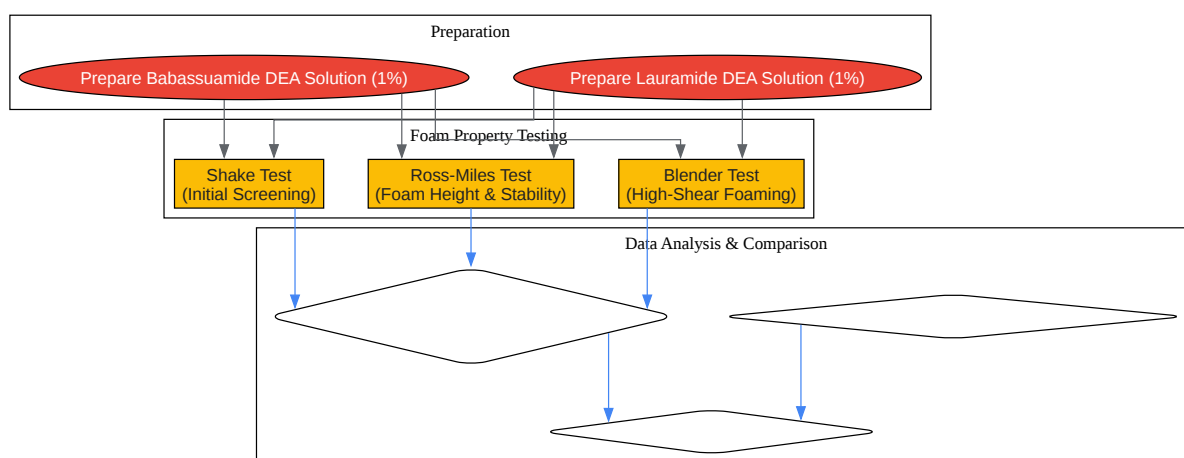 Preparation
Prepare Babassuamide DEA Solution (1%)
Prepare Lauramide DEA Solution (1%)
Foam Property Testing
Shake Test
(Initial Screening)
Ross-Miles Test
(Foam Height & Stability)
Blender Test
(High-Shear Foaming)
Data Analysis & Comparison